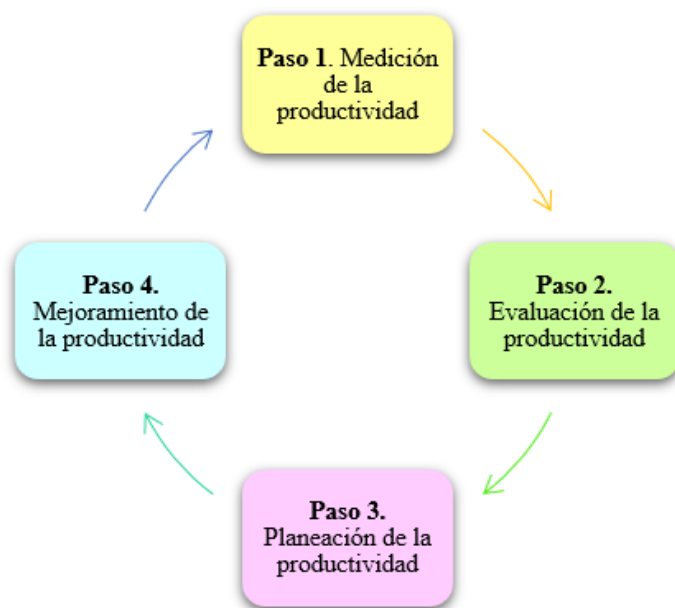 Paso 1. Medición
de la
productividad
Paso 2.
Evaluación de la
productividad
Paso 3.
Planeación de la
productividad
Paso 4.
Mejoramiento de
la productividad